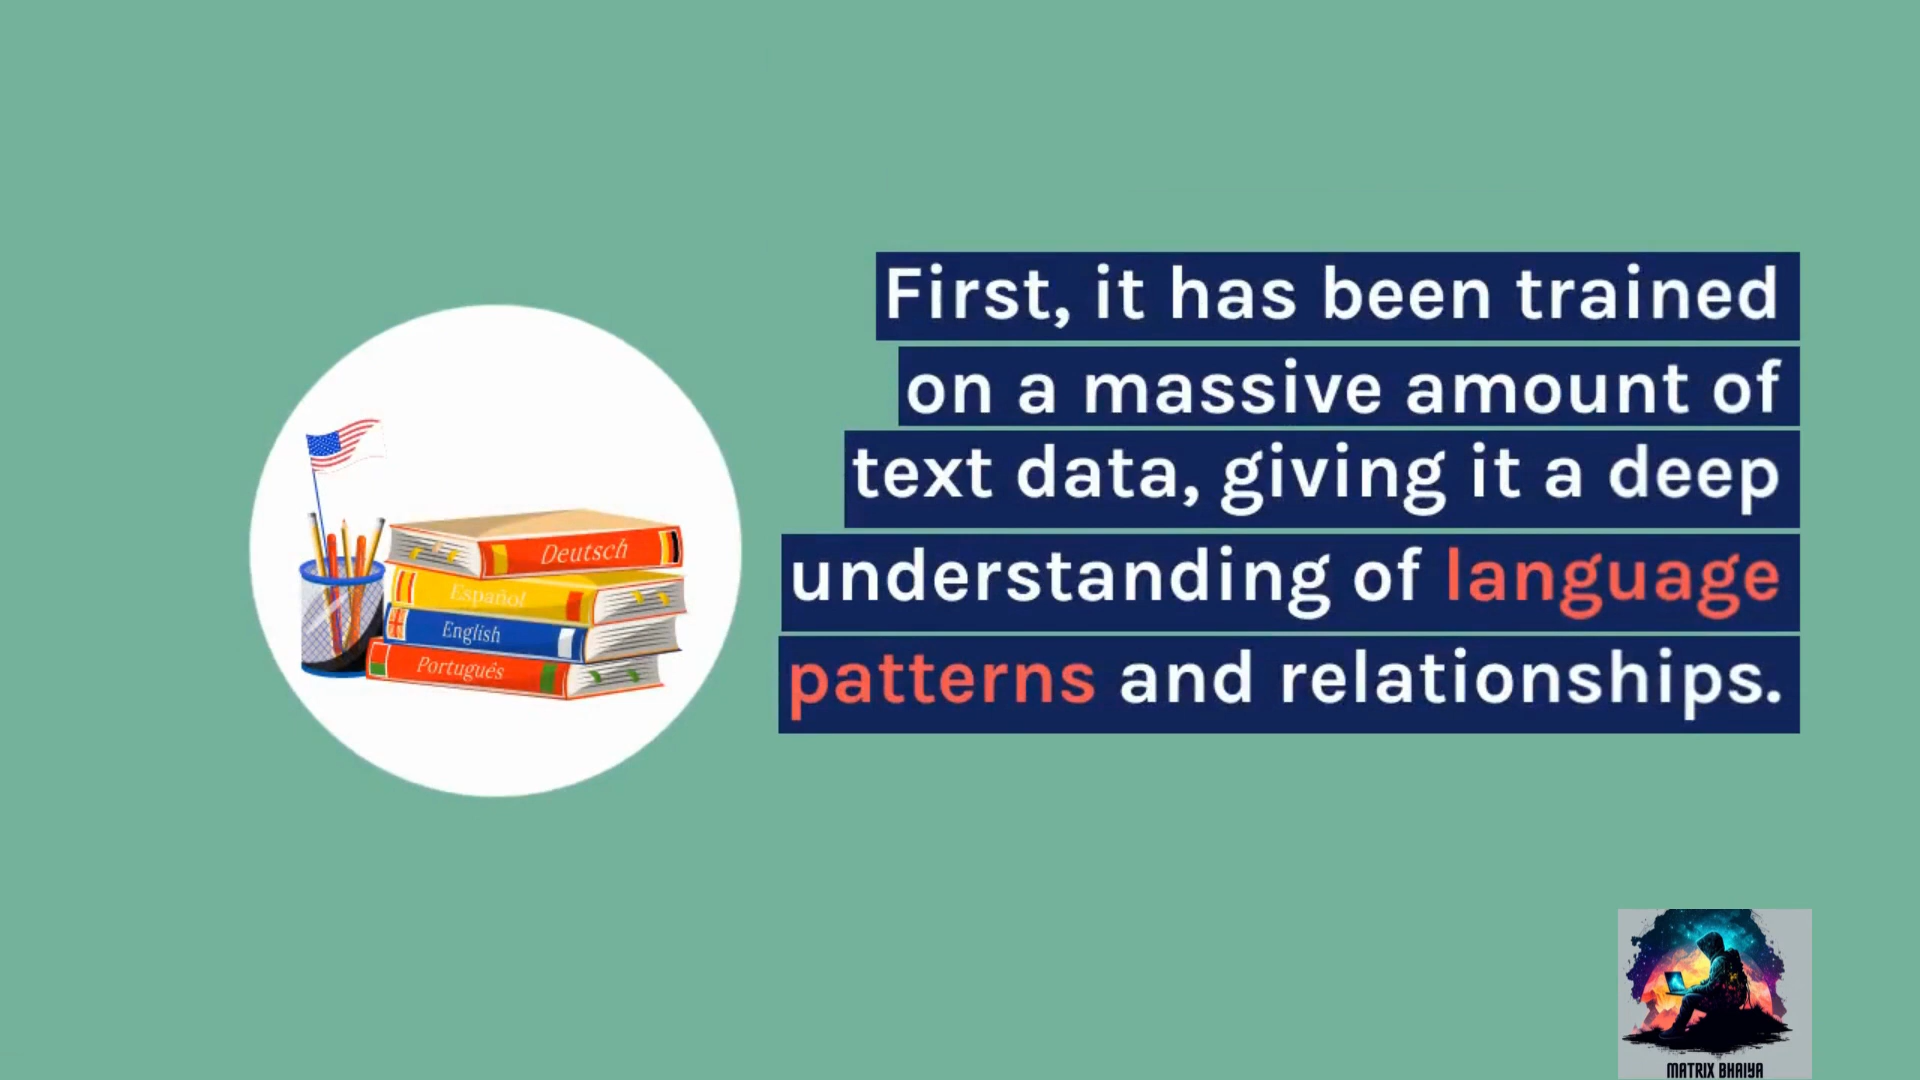 First, it has been trained
on a massive amount of
text data, giving it a deep
understanding of language
patterns and relationships.
Deutsch
Español
English
Portugués
MATRIX BHAIYA